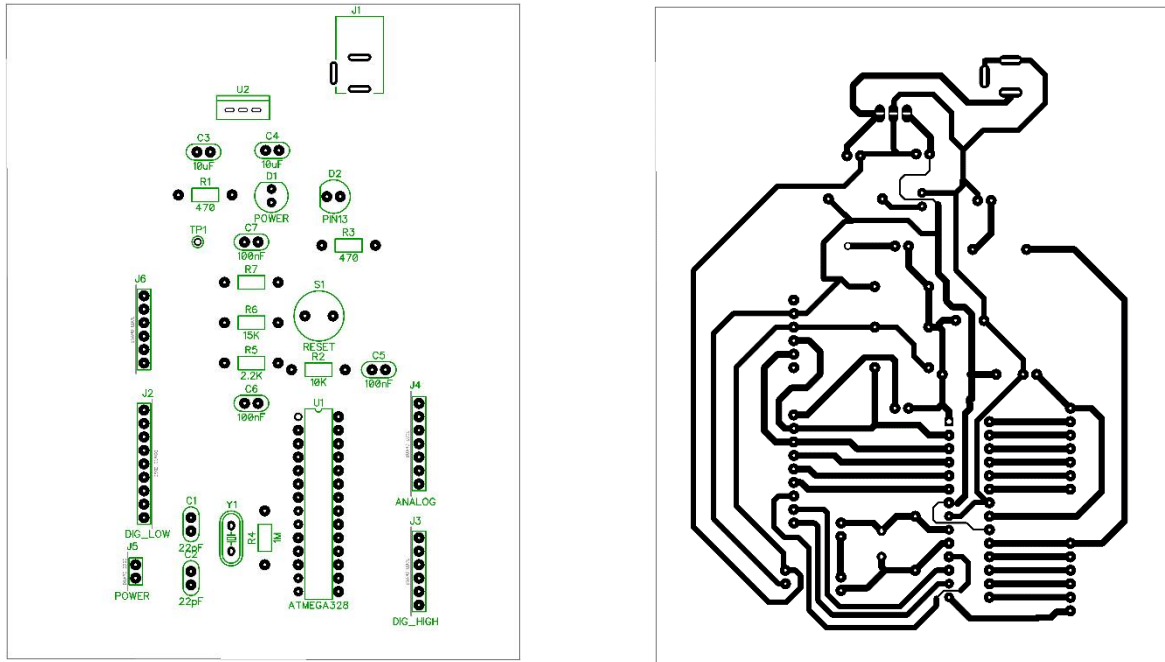 J1
U2
C3
10uF
C4
10uF
R1
470
D1
POWER
D2
PIN13
TP1
C7
100nF
R3
470
R7
J6
S1
RESET
R6
15K
R5
2.2K
R2
10K
C5
100nF
C6
100nF
J4
ANALOG
J2
DIG_LOW
U1
ATMEGA328
C1
22pF
Y1
R4
1M
J3
DIG_HIGH
J5
POWER
C2
22pF